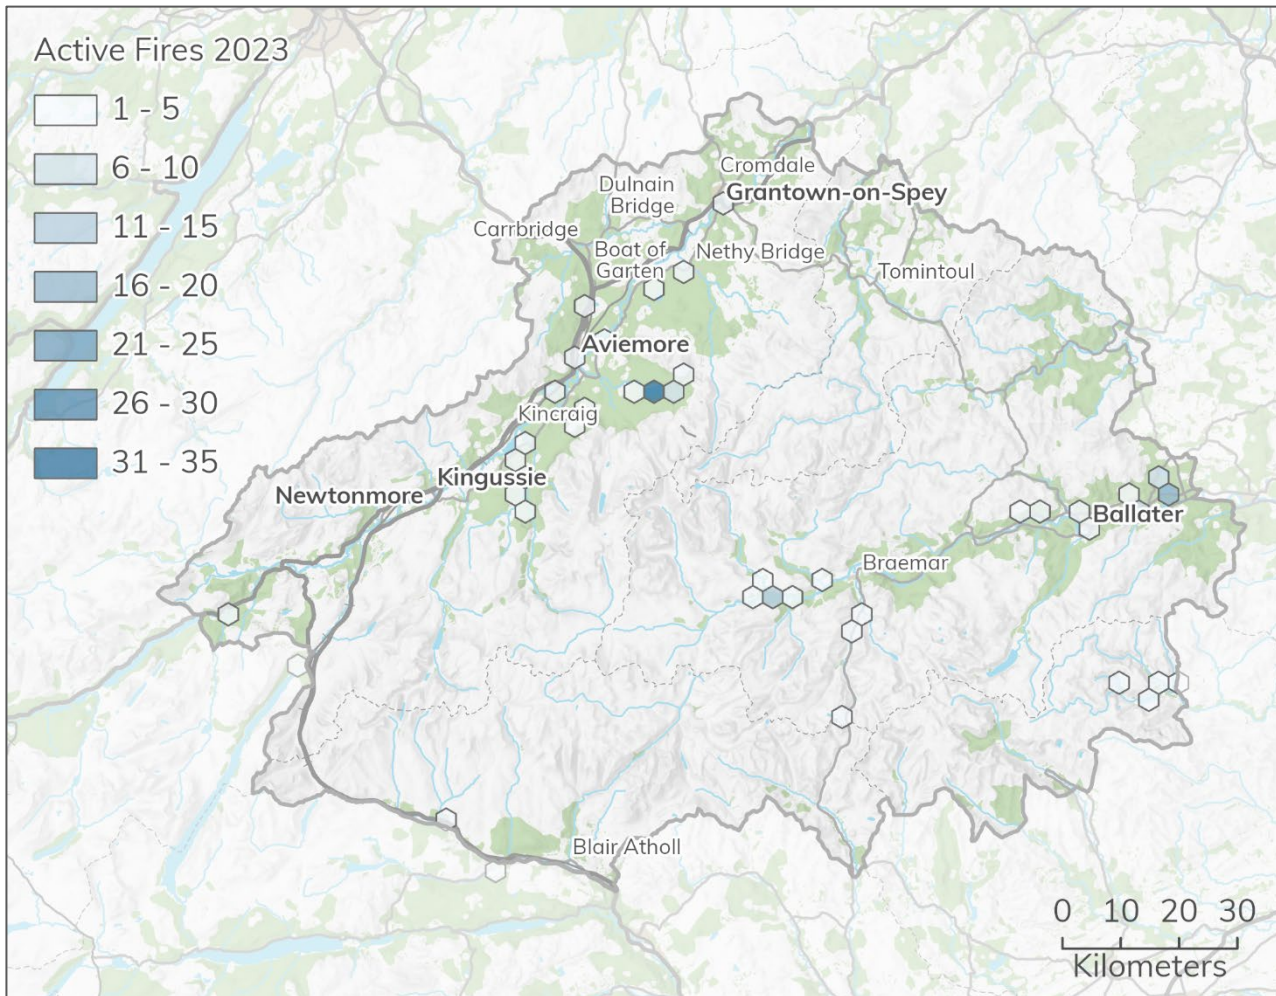 Active Fires 2023
1 - 5
6 - 10
11 - 15
16 - 20
21 - 25
26 - 30
31 - 35
Cromdale
Dulnain
Bridge
Grantown-on-Spey
Carrbridge
Boat of
Garten
Nethy Bridge
Tomintoul
Aviemore
Kincraig
Kingussie
Newtonmore
Ballater
Braemar
Blair Atholl
0 10 20 30
Kilometers